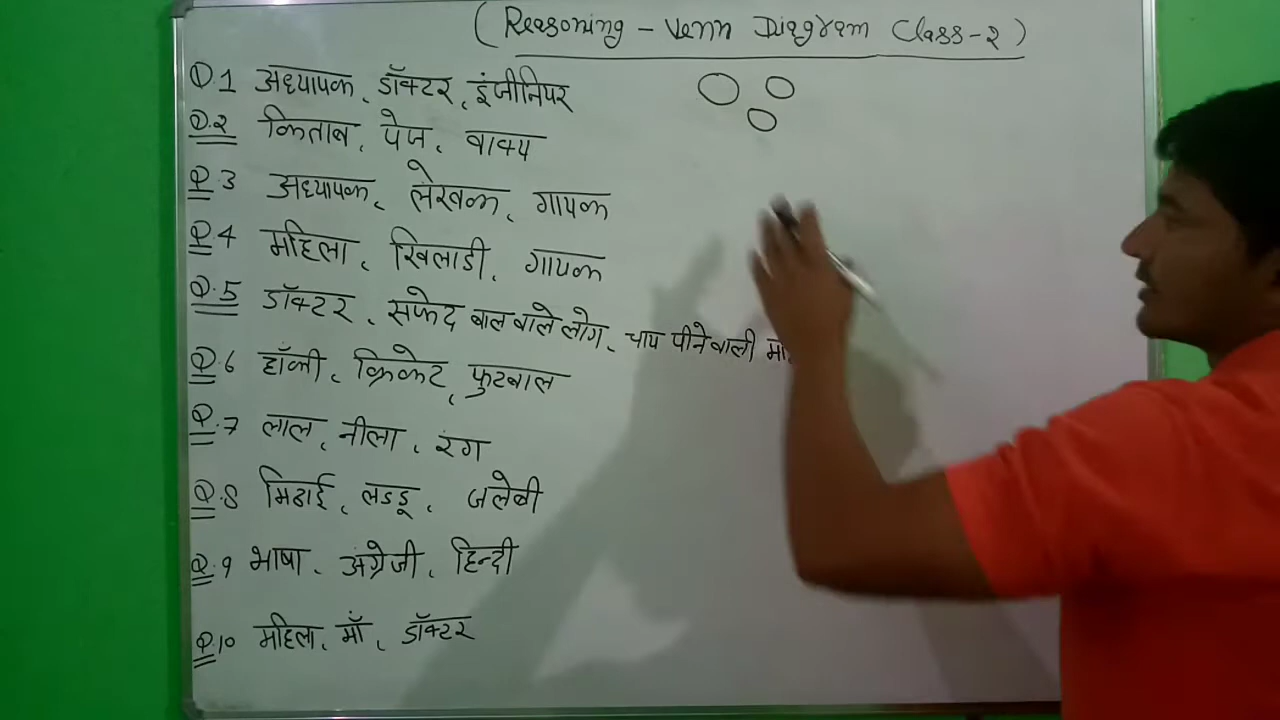 ( Reasoning - Venn Diagram Class-2 )
Q 1 अध्यापक, डॉक्टर, इंजीनियर
Q.2 किताब, पेज, वाक्य
Q 3 अध्यापक, लेखक, गायक
Q 4 महिला, खिलाडी, गायक
Q.5 डॉक्टर, सफेद बाल वाले लोग, चाय पीने वाली
Q.6 हॉकी, क्रिकेट, फुटबाल
Q.7 लाल, नीला, रंग
Q.8 मिठाई, लडडू, जलेबी
Q.9 भाषा, अंग्रेजी, हिन्दी
Q.10 महिला, माँ, डॉक्टर